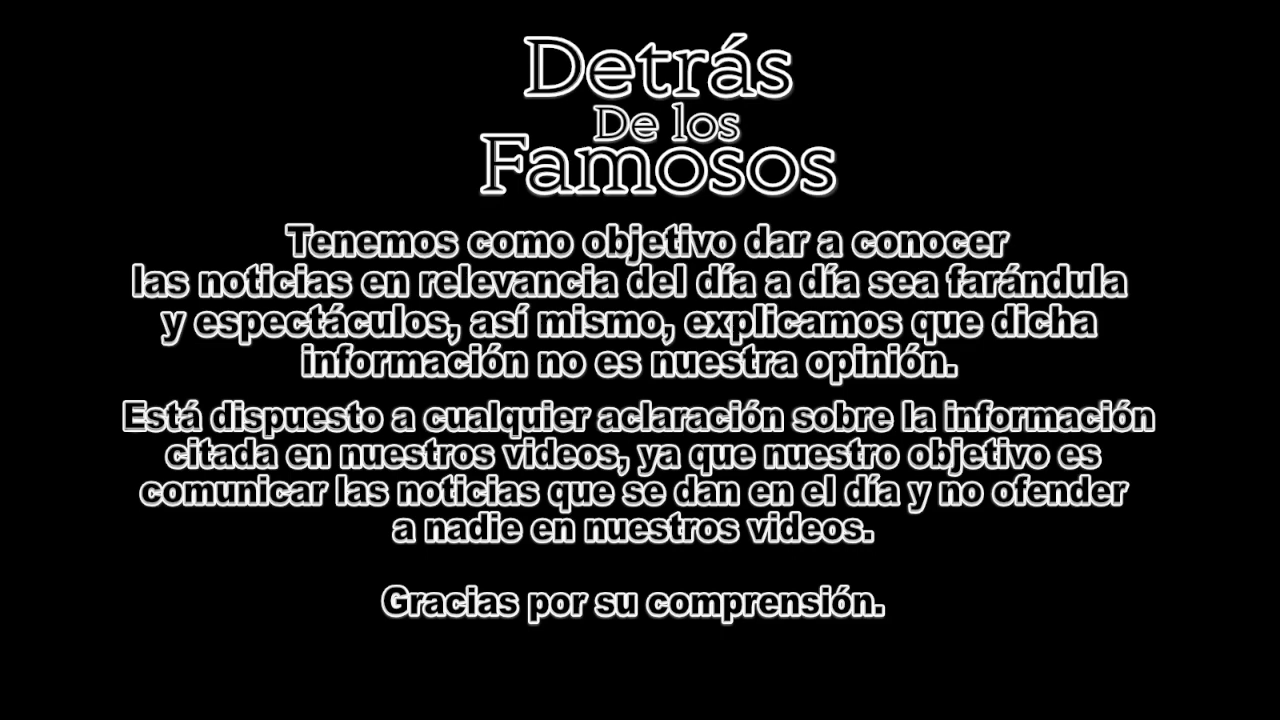 Detrás
De los
Famosos
Tenemos como objetivo dar a conocer
las noticias en relevancia del día a día sea farándula
y espectáculos, así mismo, explicamos que dicha
información no es nuestra opinión.
Está dispuesto a cualquier aclaración sobre la información
citada en nuestros videos, ya que nuestro objetivo es
comunicar las noticias que se dan en el día y no ofender
a nadie en nuestros videos.
Gracias por su comprensión.